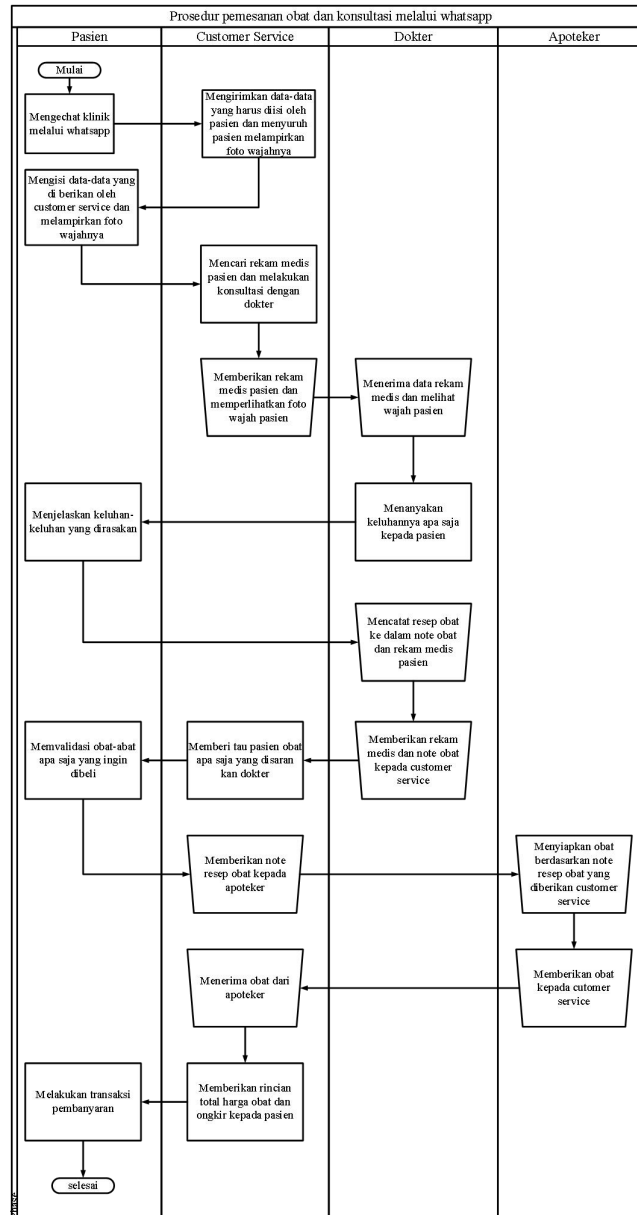 Prosedur pemesanan obat dan konsultasi melalui whatsapp
Pasien
Customer Service
Dokter
Apoteker
Mulai
Mengechat klinik
melalui whatsapp
Mengirimkan data-data
yang harus diisi oleh
pasien dan menyuruh
pasien melampirkan
foto wajahnya
Mengisi data-data yang
di berikan oleh
customer service dan
melampirkan foto
wajahnya
Mencari rekam medis
pasien dan melakukan
konsultasi dengan
dokter
Memberikan rekam
medis pasien dan
memperlihatkan foto
wajah pasien
Menerima data rekam
medis dan melihat
wajah pasien
Menanyakan
keluhannya apa saja
kepada pasien
Menjelaskan keluhan-
keluhan yang dirasakan
Mencatat resep obat
ke dalam note obat
dan rekam medis
pasien
Memberikan rekam
medis dan note obat
kepada customer
service
Memberi tau pasien obat
apa saja yang disaran
kan dokter
Memvalidasi obat-abat
apa saja yang ingin
dibeli
Memberikan note
resep obat kepada
apoteker
Menyiapkan obat
berdasarkan note
resep obat yang
diberikan customer
service
Memberikan obat
kepada cutomer
service
Menerima obat dari
apoteker
Memberikan rincian
total harga obat dan
ongkir kepada pasien
Melakukan transaksi
pembanyaran
selesai
Phase